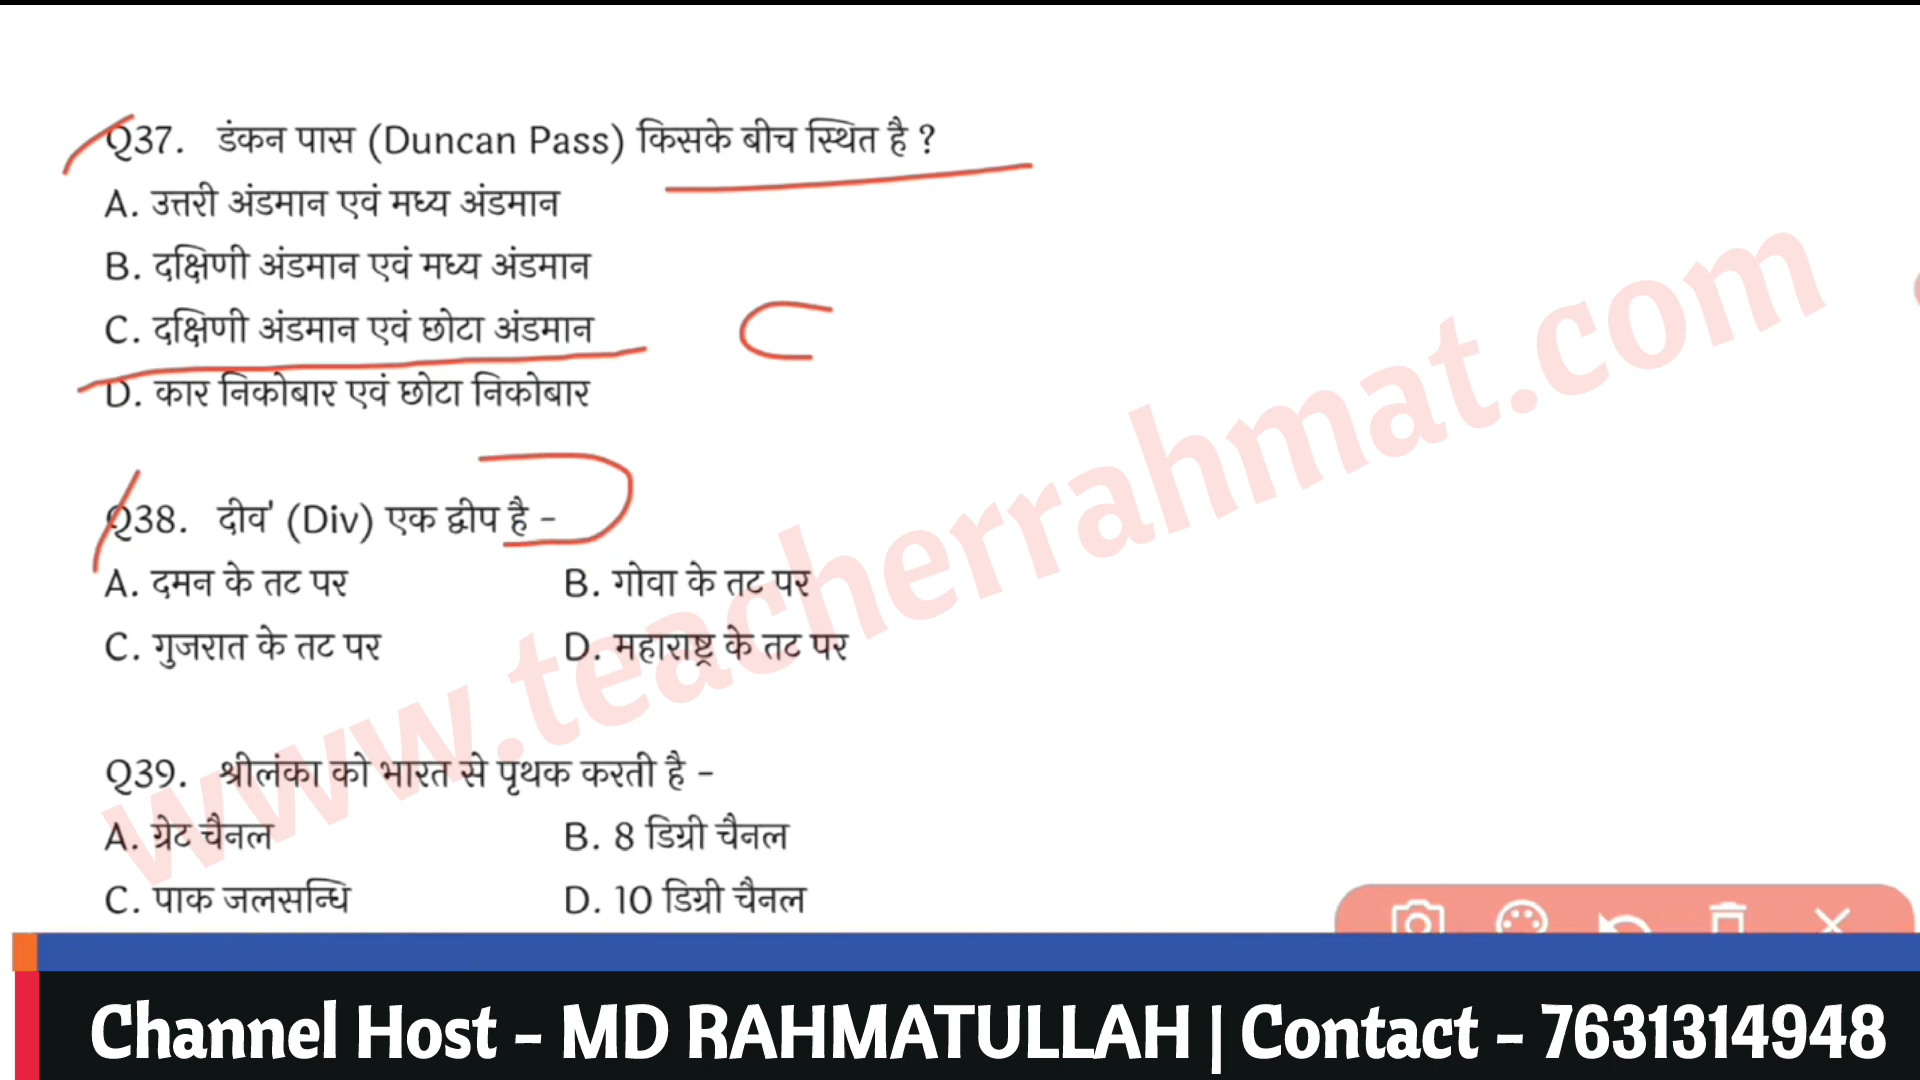 Q37. डंकन पास (Duncan Pass) किसके बीच स्थित है ?
A. उत्तरी अंडमान एवं मध्य अंडमान
B. दक्षिणी अंडमान एवं मध्य अंडमान
C. दक्षिणी अंडमान एवं छोटा अंडमान
C
D. कार निकोबार एवं छोटा निकोबार
Q38. दीव' (Div) एक द्वीप है -
A. दमन के तट पर B. गोवा के तट पर
C. गुजरात के तट पर D. महाराष्ट्र के तट पर
Q39. श्रीलंका को भारत से पृथक करती है -
A. ग्रेट चैनल B. 8 डिग्री चैनल
C. पाक जलसन्धि D. 10 डिग्री चैनल
www.teacherrahmat.com
Channel Host - MD RAHMATULLAH | Contact - 7631314948